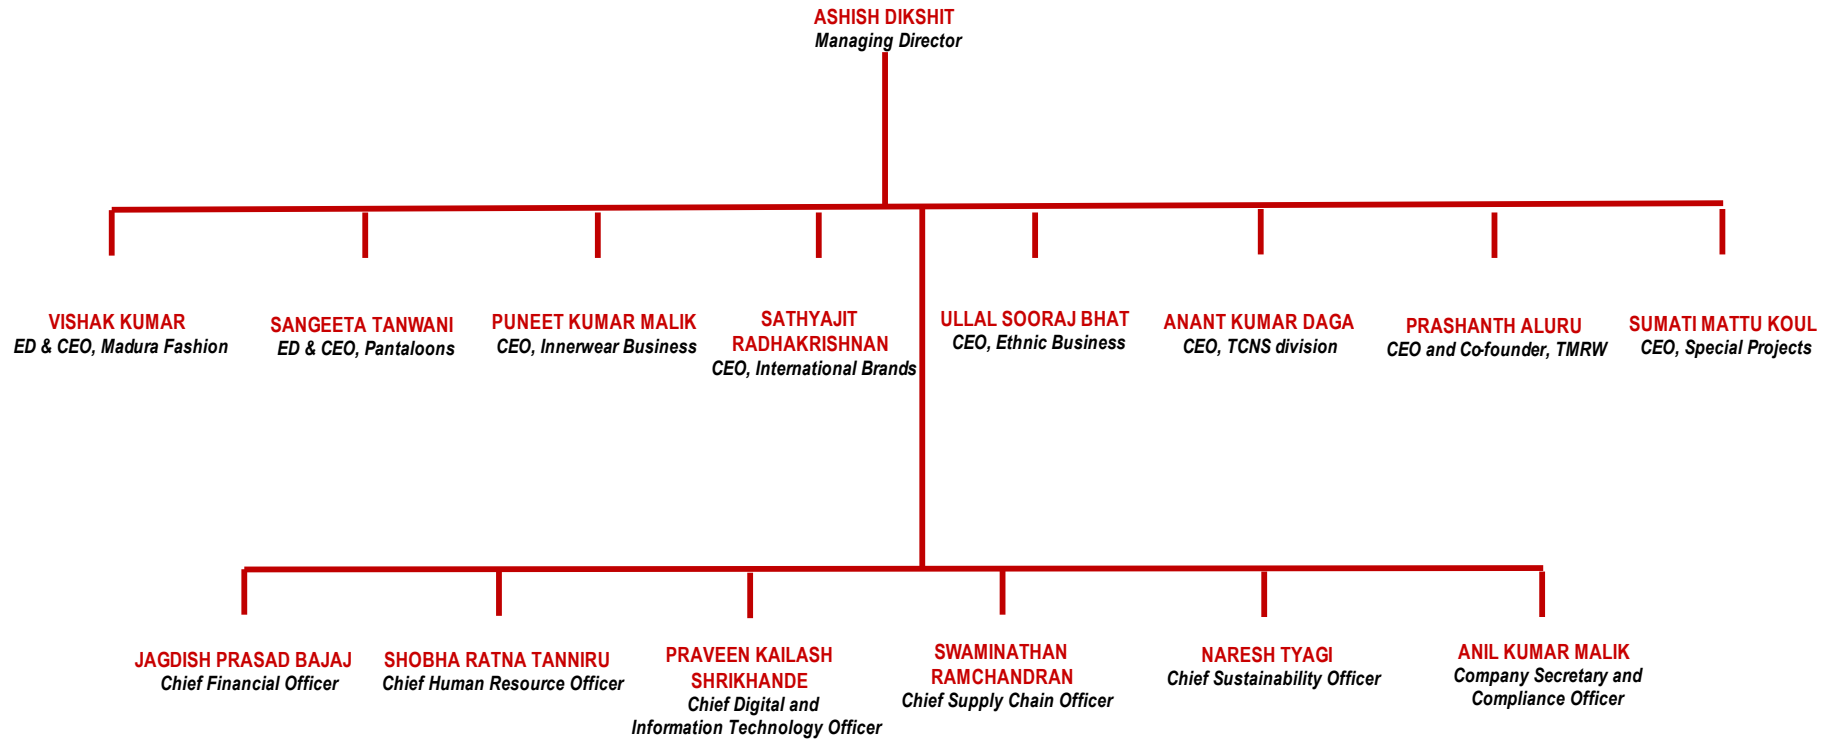 ASHISH DIKSHIT
Managing Director
VISHAK KUMAR
ED & CEO, Madura Fashion
SANGEETA TANWANI
ED & CEO, Pantaloons
PUNEET KUMAR MALIK
CEO, Innerwear Business
SATHYAJIT
RADHAKRISHNAN
CEO, International Brands
ULLAL SOORAJ BHAT
CEO, Ethnic Business
ANANT KUMAR DAGA
CEO, TCNS division
PRASHANTH ALURU
CEO and Co-founder, TMRW
SUMATI MATTU KOUL
CEO, Special Projects
JAGDISH PRASAD BAJAJ
Chief Financial Officer
SHOBHA RATNA TANNIRU
Chief Human Resource Officer
PRAVEEN KAILASH
SHRIKHANDE
Chief Digital and
Information Technology Officer
SWAMINATHAN
RAMCHANDRAN
Chief Supply Chain Officer
NARESH TYAGI
Chief Sustainability Officer
ANIL KUMAR MALIK
Company Secretary and
Compliance Officer